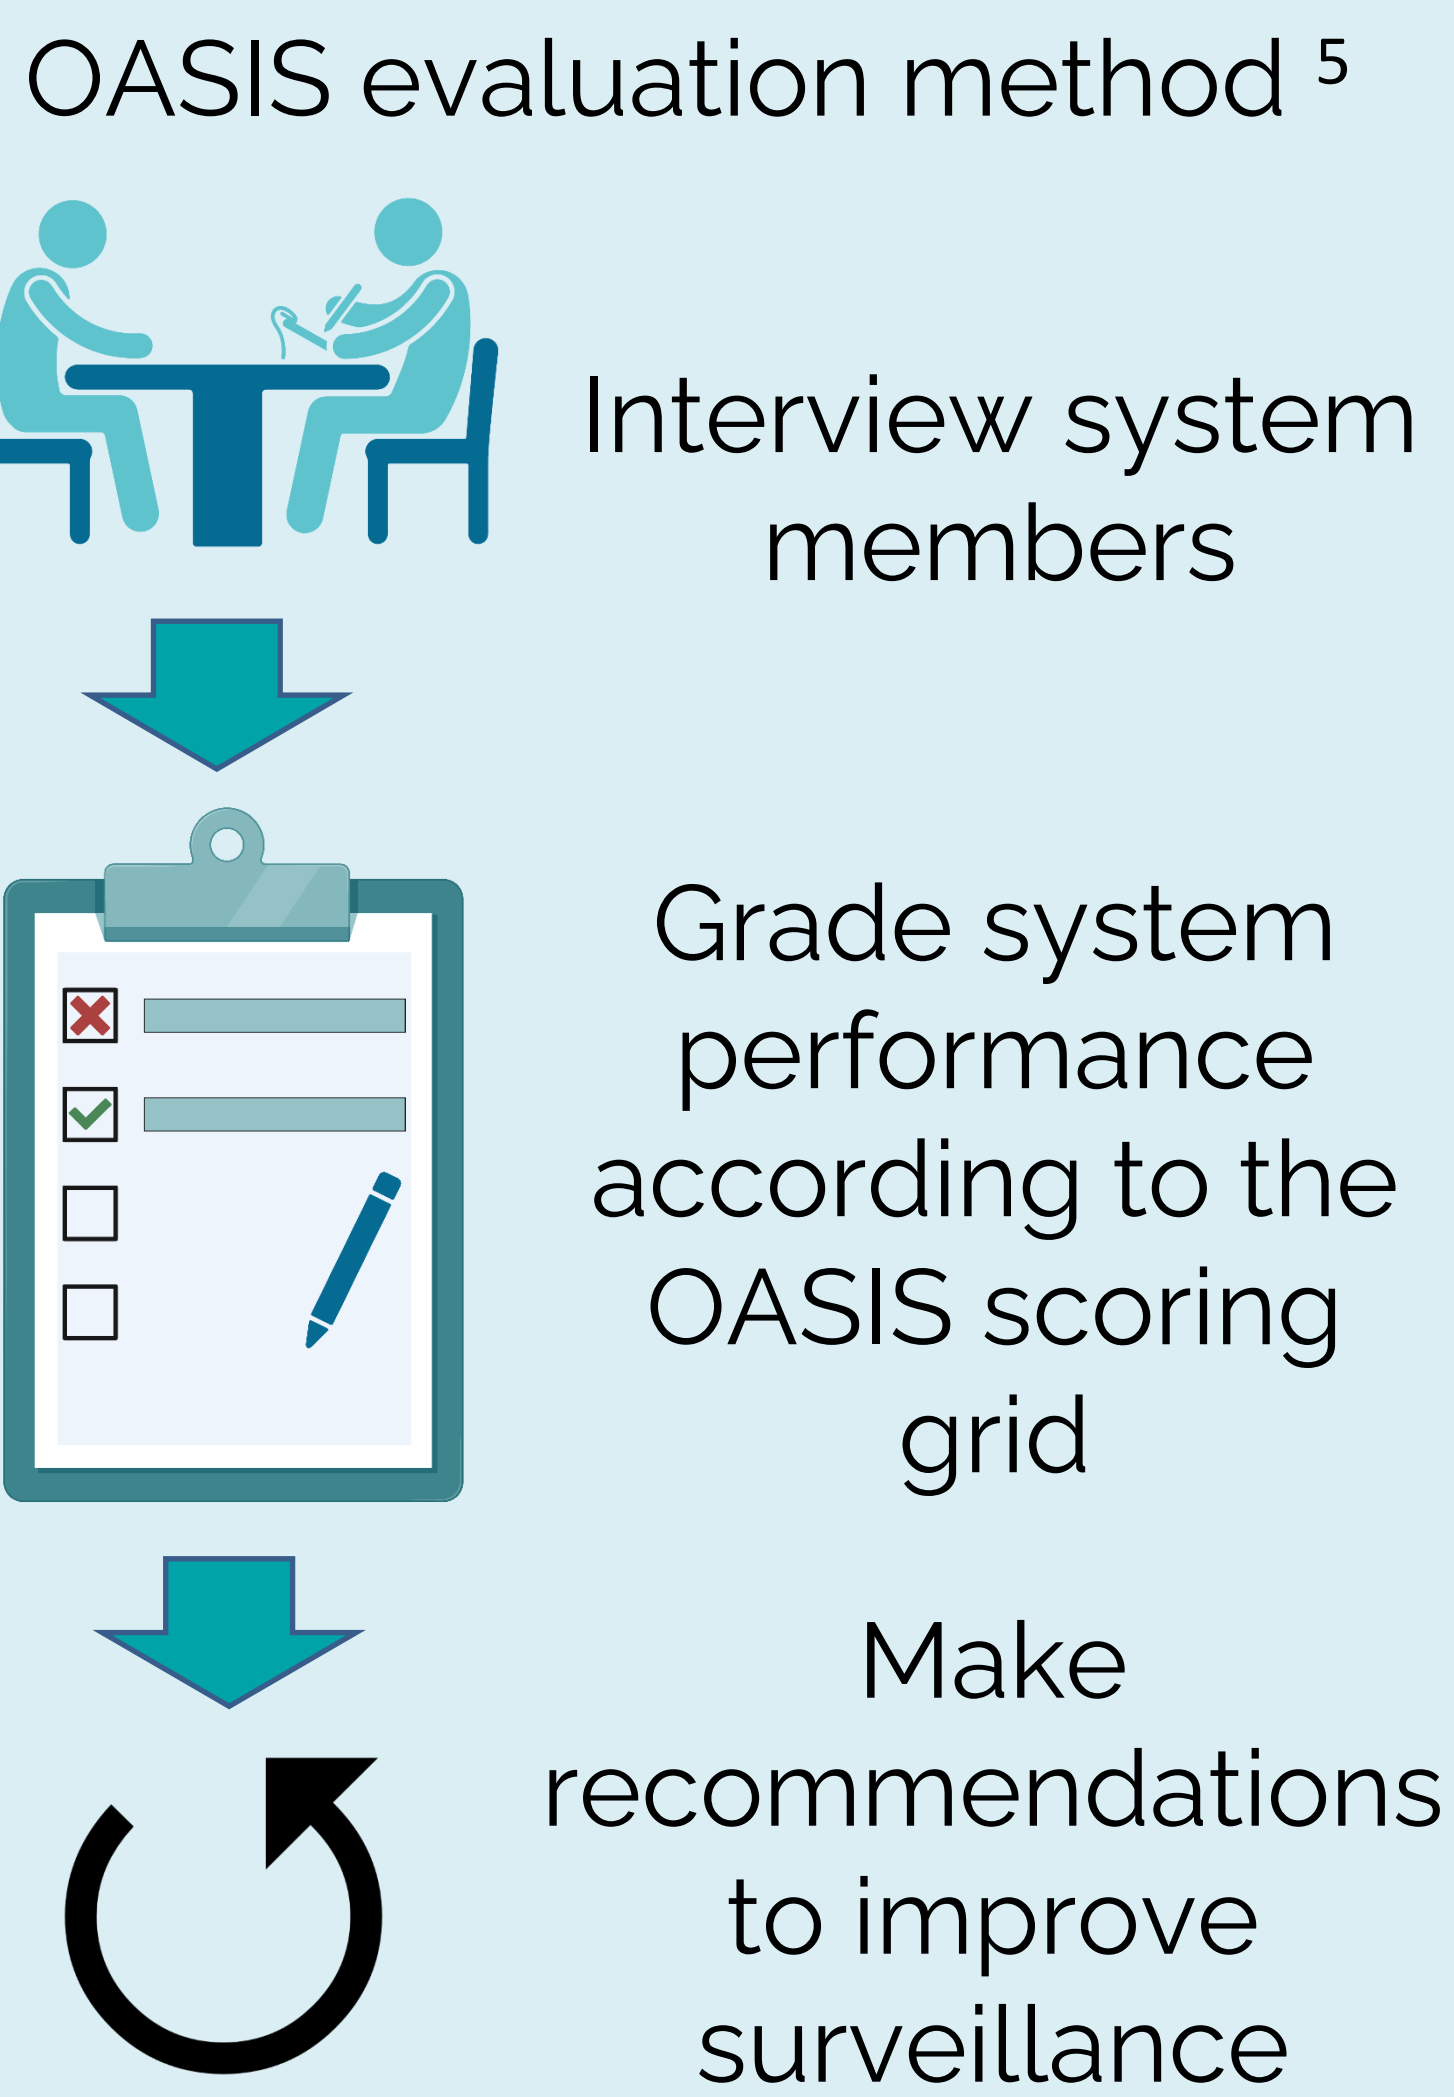 OASIS evaluation method ⁵
Interview system
members
Grade system
performance
according to the
OASIS scoring
grid
Make
recommendations
to improve
surveillance